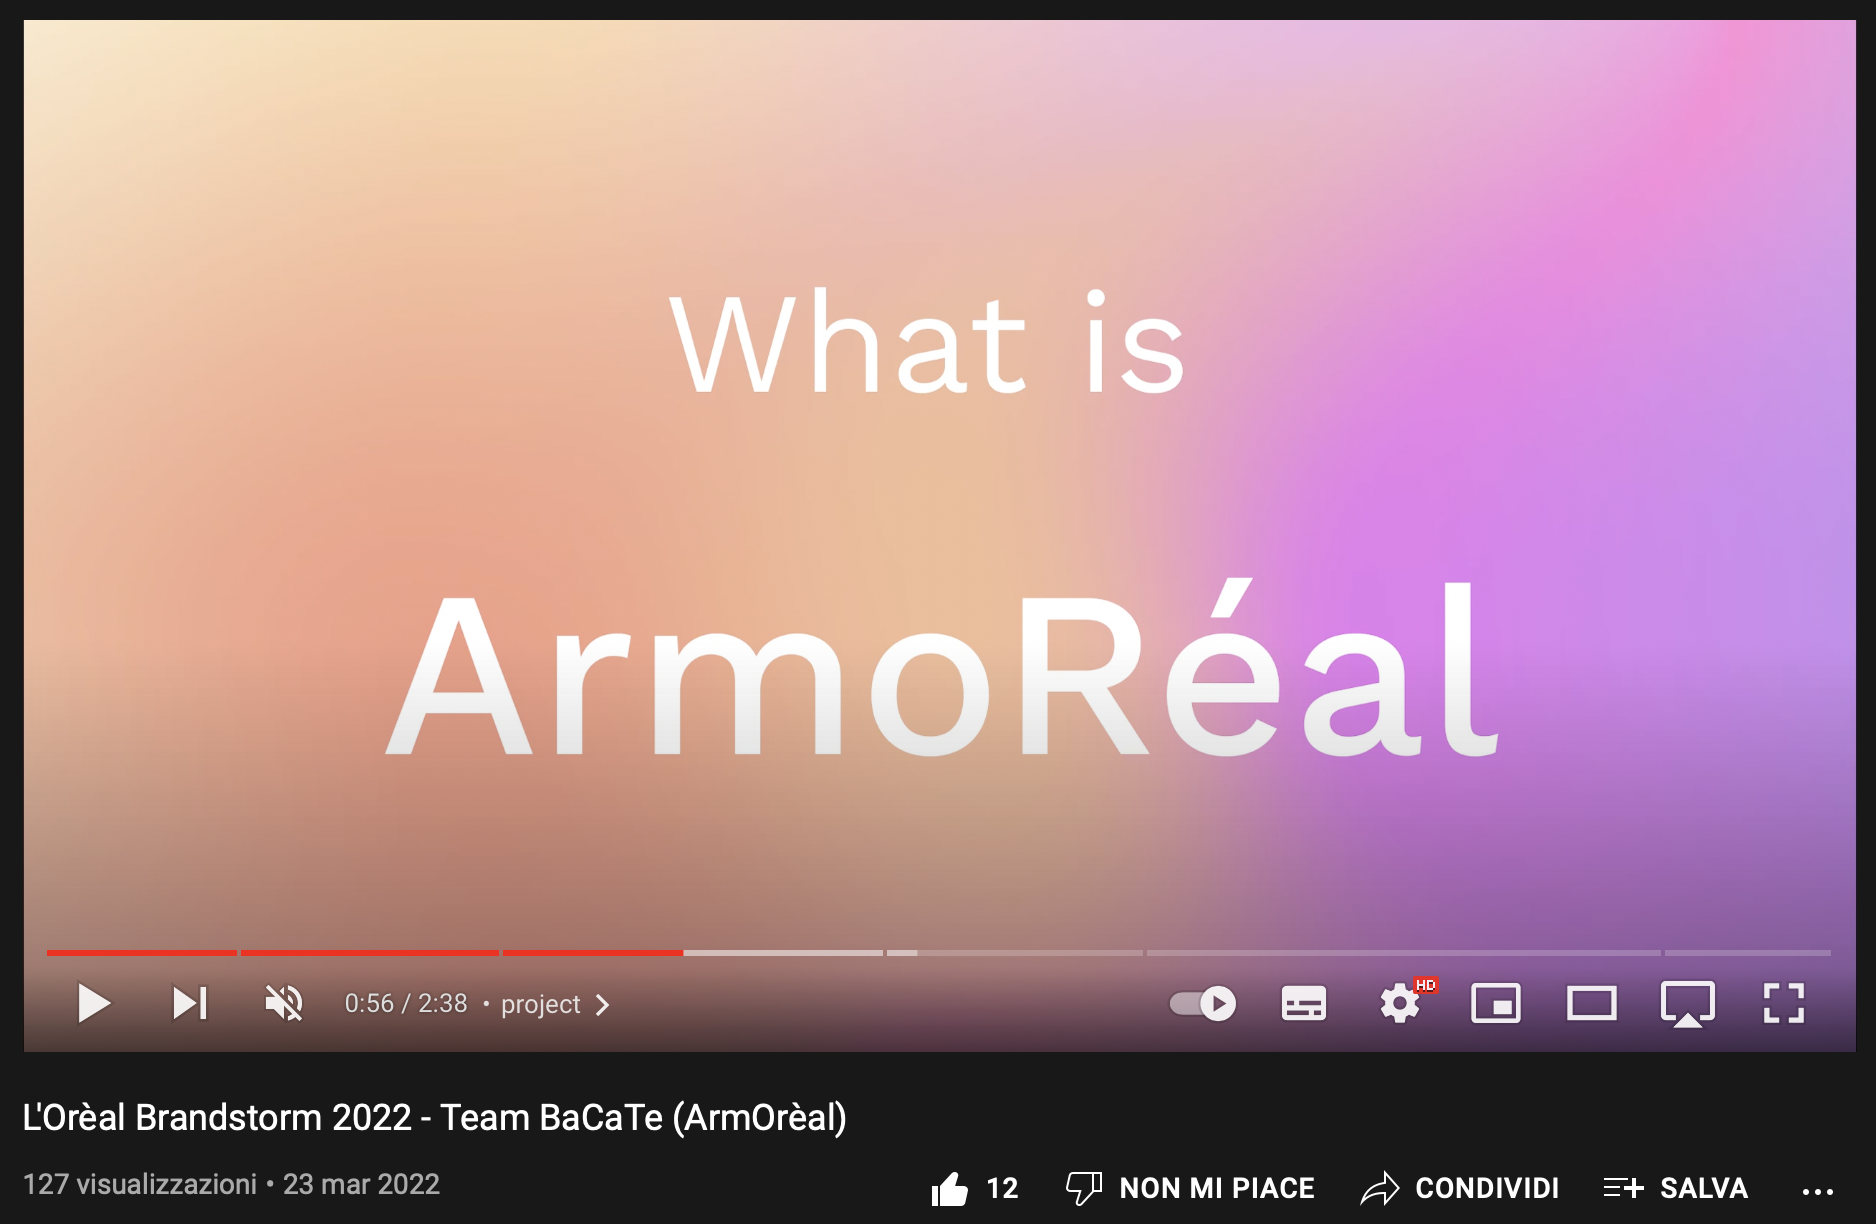 What is
ArmoRéal
0:56 / 2:38 • project
HD
L'Orèal Brandstorm 2022 - Team BaCaTe (ArmOrèal)
127 visualizzazioni • 23 mar 2022
12 NON MI PIACE CONDIVIDI SALVA